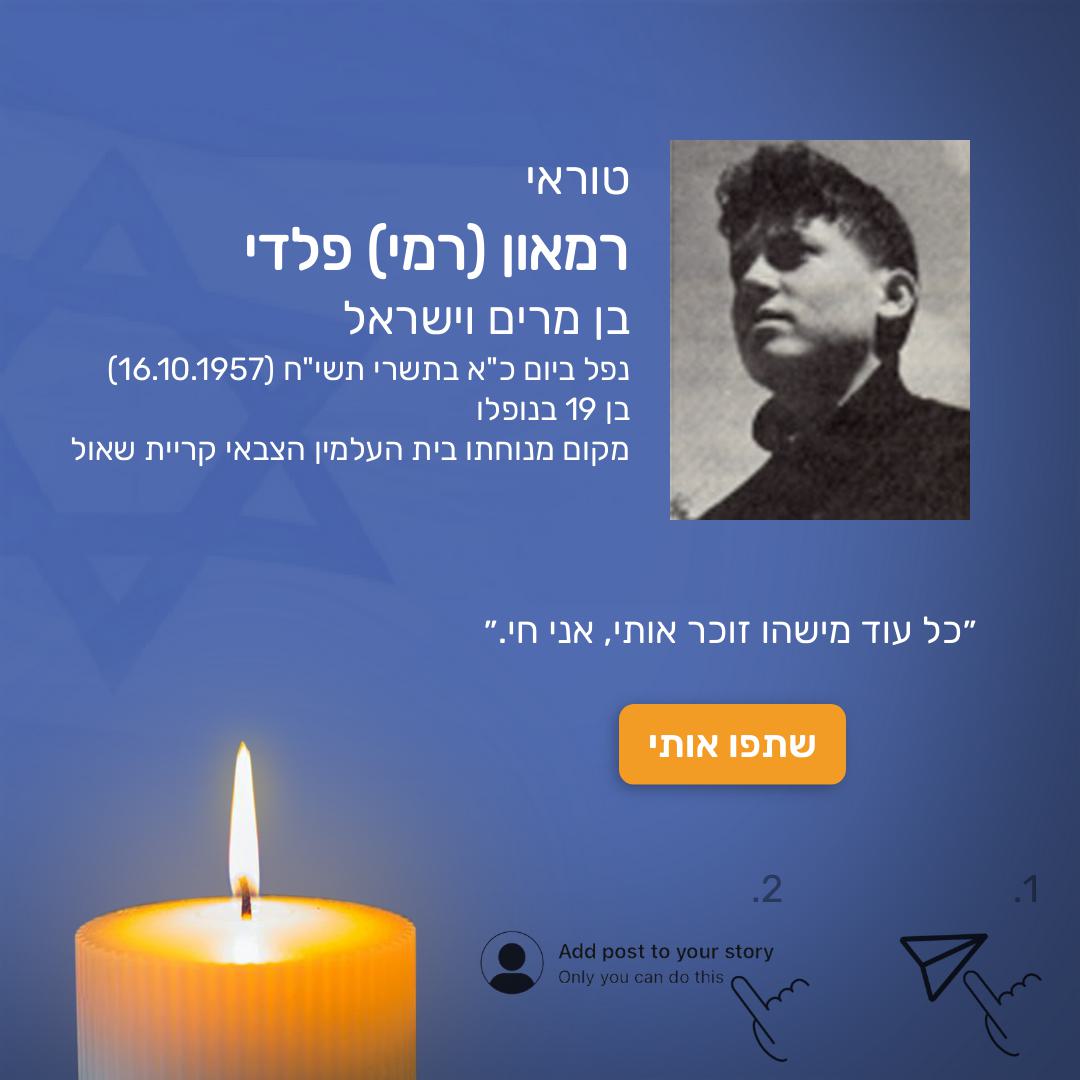 טוראי
רמאון (רמי) פלדי
בן מרים וישראל
נפל ביום כ"א בתשרי תשי"ח (16.10.1957)
בן 19 בנופלו
מקום מנוחתו בית העלמין הצבאי קריית שאול
״כל עוד מישהו זוכר אותי, אני חי.״
שתפו אותי
.1
.2
Add post to your story
Only you can do this